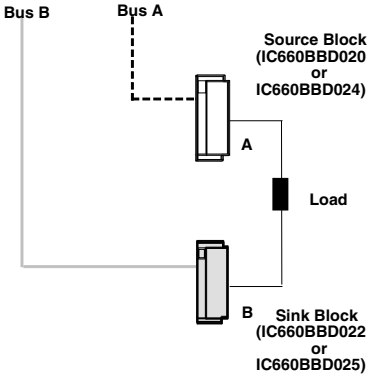 Bus B
Bus A
Source Block
(IC660BBD020
or
IC660BBD024)
A
Load
B
Sink Block
(IC660BBD022
or
IC660BBD025)